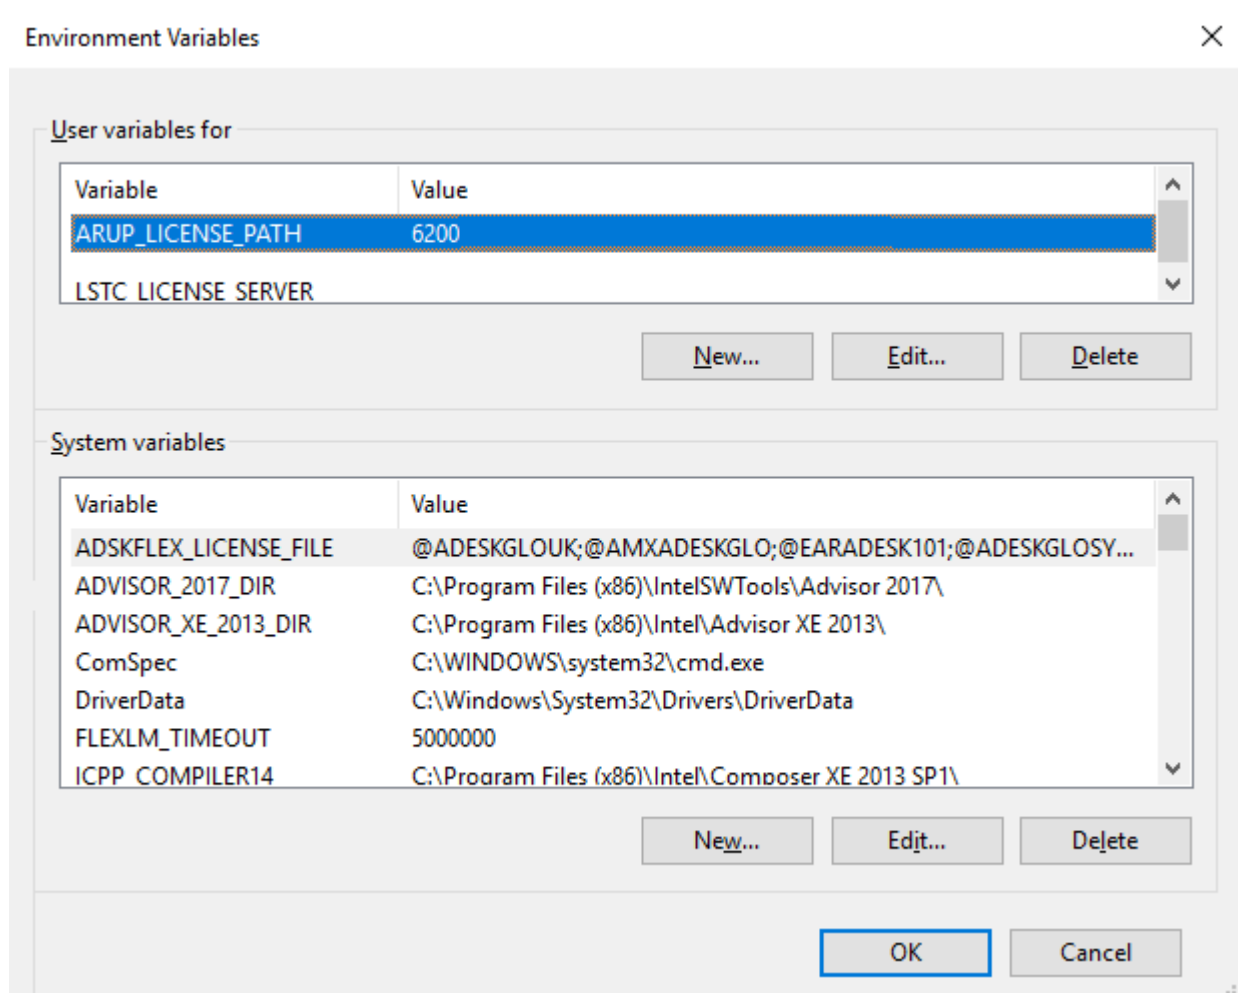 Environment Variables
User variables for
Variable Value
ARUP_LICENSE_PATH 6200
LSTC_LICENSE_SERVER
New... Edit... Delete
System variables
Variable Value
ADSKFLEX_LICENSE_FILE @ADESKGLOUK;@AMXADESKGLO;@EARADESK101;@ADESKGLOSY...
ADVISOR_2017_DIR C:\Program Files (x86)\IntelSWTools\Advisor 2017\
ADVISOR_XE_2013_DIR C:\Program Files (x86)\Intel\Advisor XE 2013\
ComSpec C:\WINDOWS\system32\cmd.exe
DriverData C:\Windows\System32\Drivers\DriverData
FLEXLM_TIMEOUT 5000000
ICPP_COMPILER14 C:\Program Files (x86)\Intel\Composer XE 2013 SP1\
New... Edit... Delete
OK Cancel